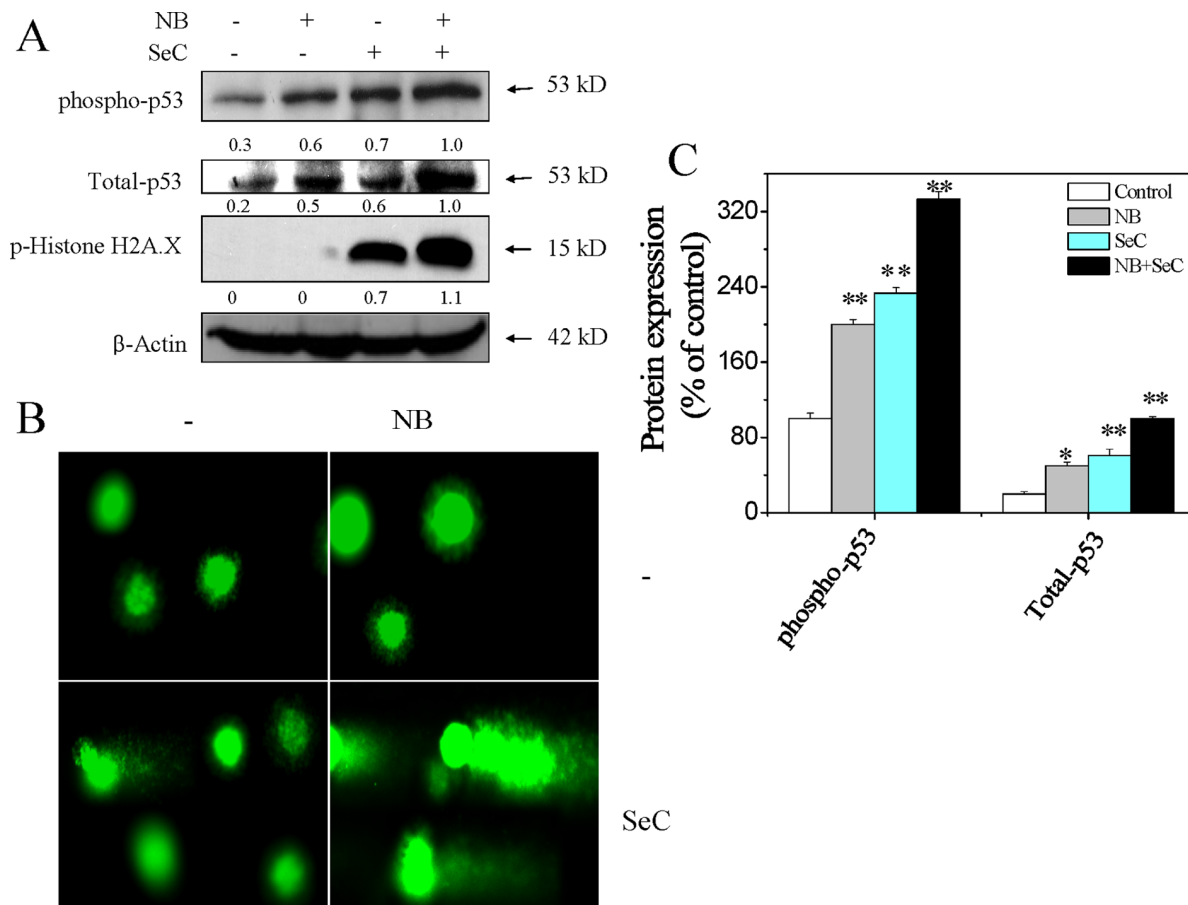 A
NB - + - +
SeC - - + +
phospho-p53 53 kD
0.3 0.6 0.7 1.0
Total-p53 53 kD
0.2 0.5 0.6 1.0
p-Histone H2A.X 15 kD
0 0 0.7 1.1
β-Actin 42 kD
B
- NB
-
SeC
C
Protein expression
(% of control)
320
240
160
80
0
** ** ** * ** **
Control
NB
SeC
NB+SeC
phospho-p53
Total-p53